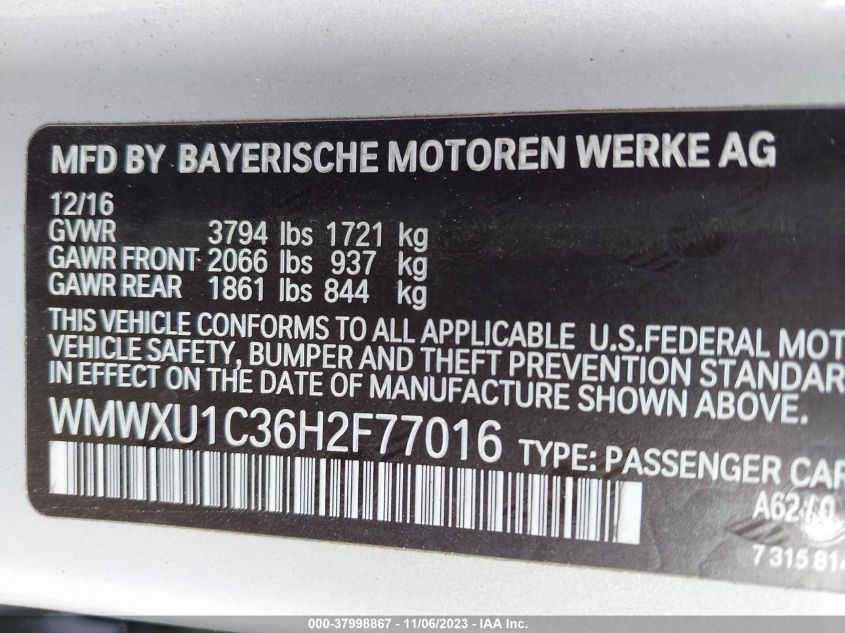 MFD BY BAYERISCHE MOTOREN WERKE AG
12/16
GVWR 3794 lbs 1721 kg
GAWR FRONT 2066 lbs 937 kg
GAWR REAR 1861 lbs 844 kg
THIS VEHICLE CONFORMS TO ALL APPLICABLE U.S.FEDERAL MOT
VEHICLE SAFETY, BUMPER AND THEFT PREVENTION STANDAR
IN EFFECT ON THE DATE OF MANUFACTURE SHOWN ABOVE.
WMWXU1C36H2F77016 TYPE: PASSENGER CAR
7 315 814
000-37998867 - 11/06/2023 - IAA Inc.